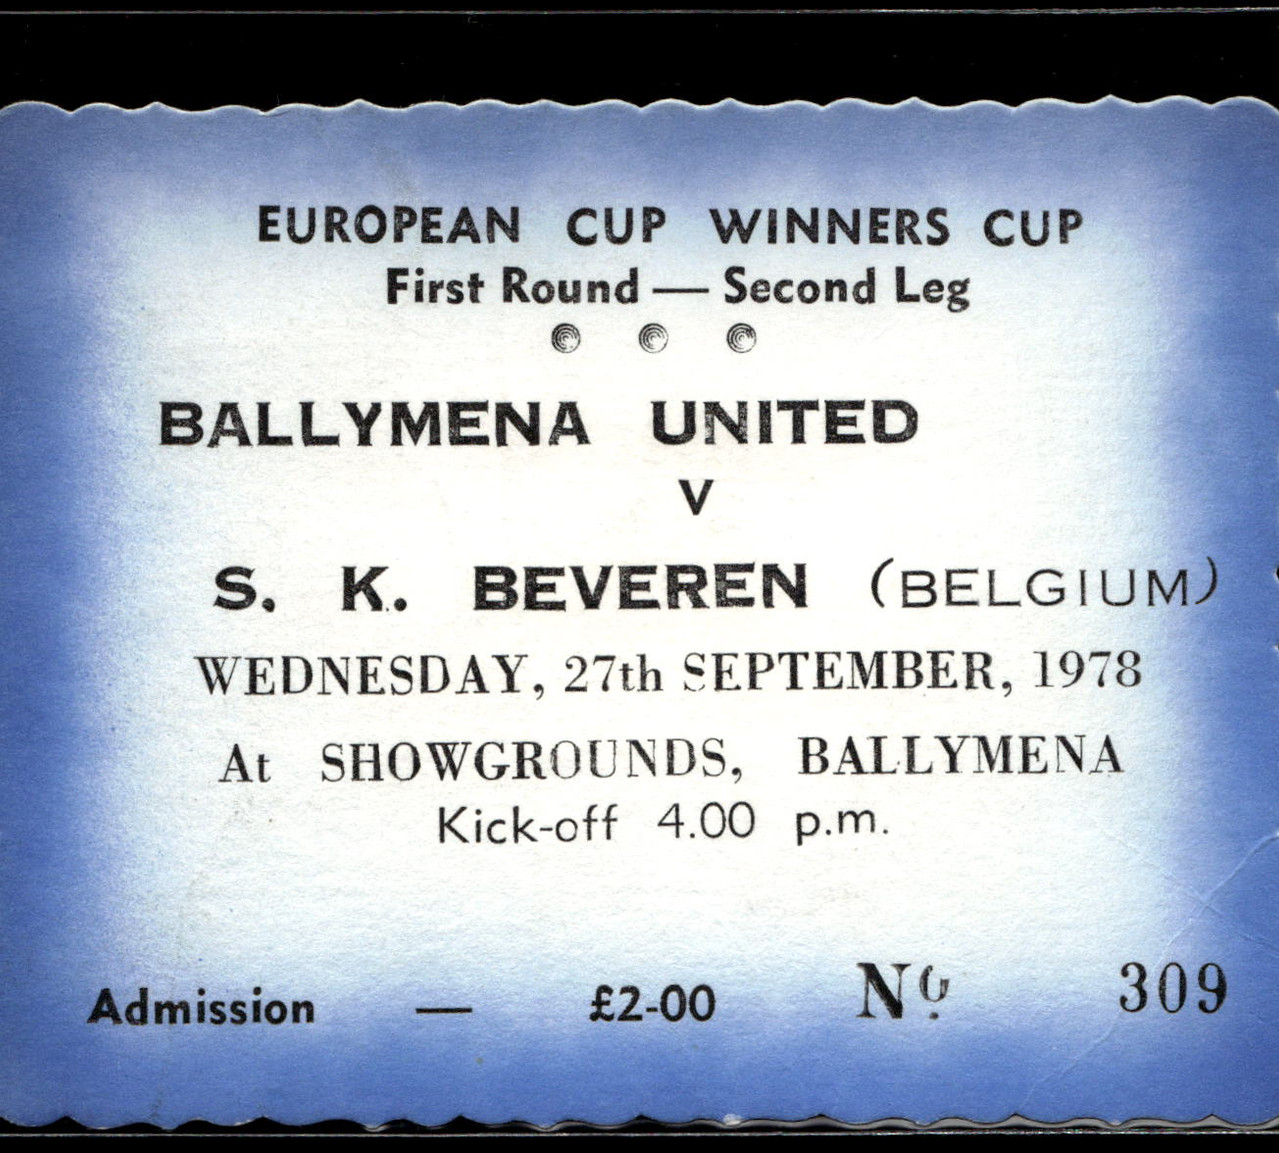 EUROPEAN CUP WINNERS CUP
First Round — Second Leg
BALLYMENA UNITED
V
S. K. BEVEREN (BELGIUM)
WEDNESDAY, 27th SEPTEMBER, 1978
At SHOWGROUNDS, BALLYMENA
Kick-off 4.00 p.m.
Admission — £2-00 No. 309